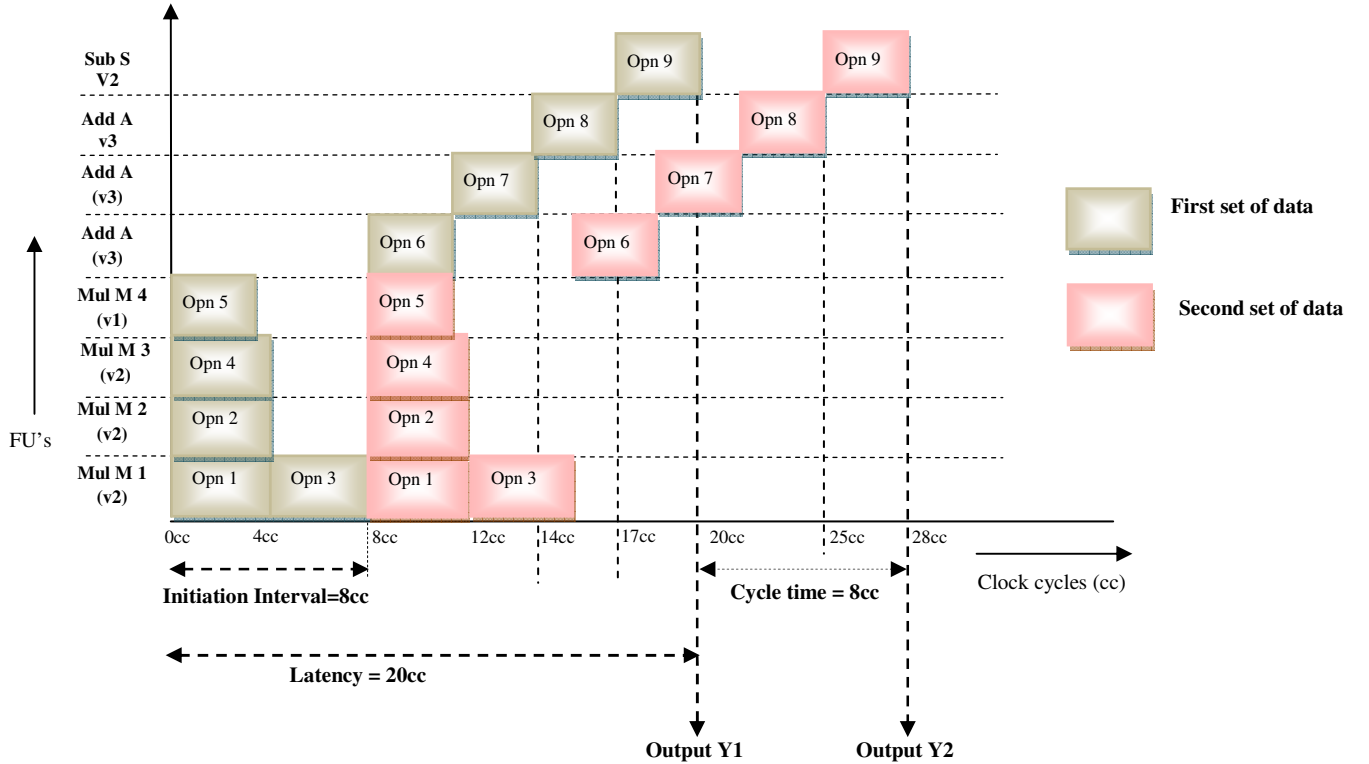 Sub S
V2
Opn 9
Opn 9
Add A
v3
Opn 8
Opn 8
Add A
(v3)
Opn 7
Opn 7
Add A
(v3)
Opn 6
Opn 6
Mul M 4
(v1)
Opn 5
Opn 5
Mul M 3
(v2)
Opn 4
Opn 4
Mul M 2
(v2)
Opn 2
Opn 2
Mul M 1
(v2)
Opn 1
Opn 3
Opn 1
Opn 3
FU's
First set of data
Second set of data
0cc 4cc 8cc 12cc 14cc 17cc 20cc 25cc 28cc
Clock cycles (cc)
Initiation Interval=8cc
Cycle time = 8cc
Latency = 20cc
Output Y1
Output Y2